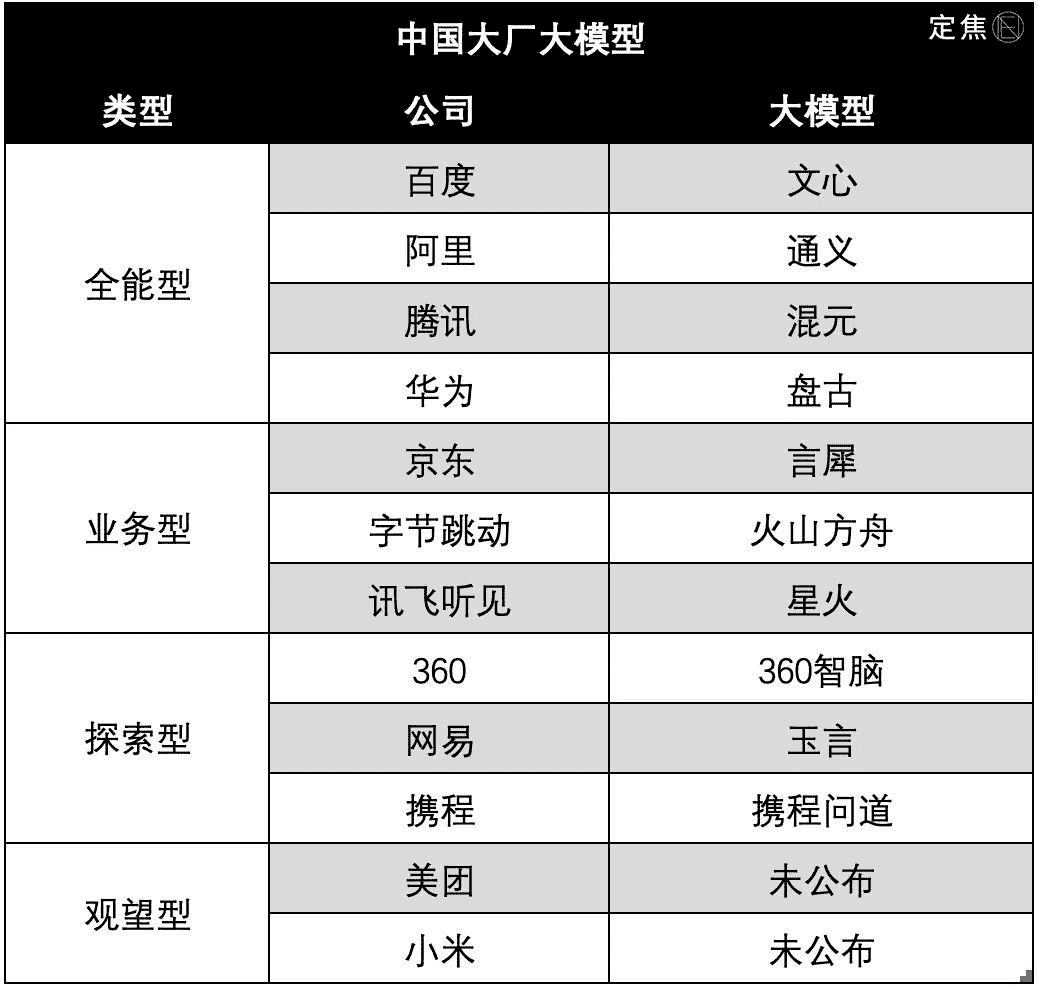 中国大厂大模型
定焦
类型 公司 大模型
全能型
百度 文心
阿里 通义
腾讯 混元
华为 盘古
业务型
京东 言犀
字节跳动 火山方舟
讯飞听见 星火
探索型
360 360智脑
网易 玉言
携程 携程问道
观望型
美团 未公布
小米 未公布